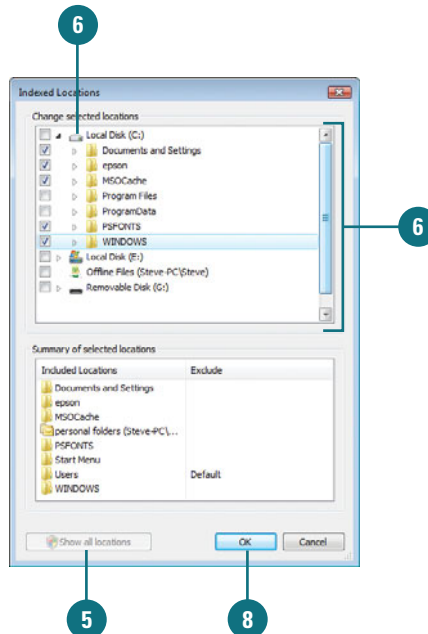 6
Indexed Locations
Change selected locations
Local Disk (C:)
Documents and Settings
epson
MSOCache
Program Files
ProgramData
PSFONTS
WINDOWS
Local Disk (E:)
Offline Files (Steve-PC\Steve)
Removable Disk (G:)
6
Summary of selected locations
Included Locations Exclude
Documents and Settings
epson
MSOCache
personal folders (Steve-PC\...
PSFONTS
Start Menu
Users Default
WINDOWS
Show all locations OK Cancel
5 8